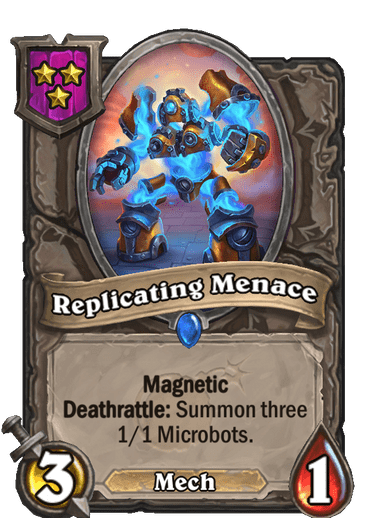 Replicating Menace
Magnetic
Deathrattle: Summon three
1/1 Microbots.
3
Mech
1